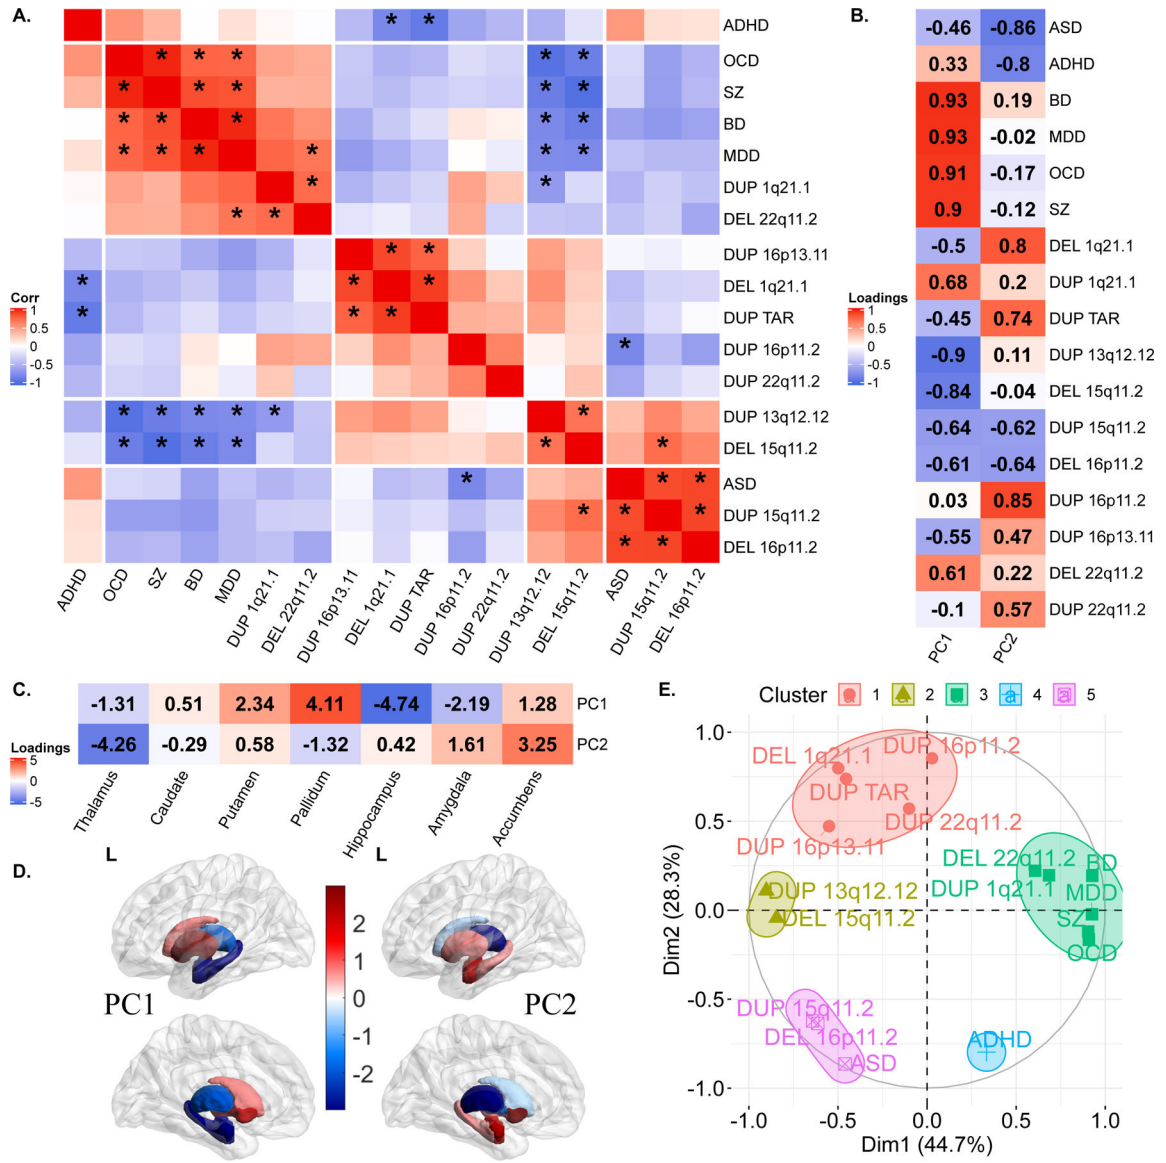 A.
ADHD
OCD
SZ
BD
MDD
DUP 1q21.1
DEL 22q11.2
DUP 16p13.11
DEL 1q21.1
DUP TAR
DUP 16p11.2
DUP 22q11.2
DUP 13q12.12
DEL 15q11.2
ASD
DUP 15q11.2
DEL 16p11.2
Corr
1
0.5
0
-0.5
-1
ADHD
OCD
SZ
BD
MDD
DUP 1q21.1
DEL 22q11.2
DUP 16p13.11
DEL 1q21.1
DUP TAR
DUP 16p11.2
DUP 22q11.2
DUP 13q12.12
DEL 15q11.2
ASD
DUP 15q11.2
DEL 16p11.2
B.
-0.46 -0.86 ASD
0.33 -0.8 ADHD
0.93 0.19 BD
0.93 -0.02 MDD
0.91 -0.17 OCD
0.9 -0.12 SZ
-0.5 0.8 DEL 1q21.1
0.68 0.2 DUP 1q21.1
-0.45 0.74 DUP TAR
-0.9 0.11 DUP 13q12.12
-0.84 -0.04 DEL 15q11.2
-0.64 -0.62 DUP 15q11.2
-0.61 -0.64 DEL 16p11.2
0.03 0.85 DUP 16p11.2
-0.55 0.47 DUP 16p13.11
0.61 0.22 DEL 22q11.2
-0.1 0.57 DUP 22q11.2
PC1 PC2
Loadings
1
0.5
0
-0.5
-1
C.
-1.31 0.51 2.34 4.11 -4.74 -2.19 1.28 PC1
-4.26 -0.29 0.58 -1.32 0.42 1.61 3.25 PC2
Thalamus Caudate Putamen Pallidum Hippocampus Amygdala Accumbens
Loadings
5
0
-5
D.
L
L
PC1
PC2
2
1
0
-1
-2
E.
Cluster a 1 a 2 a 3 a 4 a 5
DUP 16p11.2
DEL 1q21.1
DUP TAR
DUP 22q11.2
DUP 16p13.11
DEL 22q11.2
BD
DUP 1q21.1
MDD
SZ
OCD
DUP 13q12.12
DEL 15q11.2
DUP 15q11.2
DEL 16p11.2
ASD
ADHD
1.0
0.5
0.0
-0.5
-1.0
Dim2 (28.3%)
-1.0 -0.5 0.0 0.5 1.0
Dim1 (44.7%)